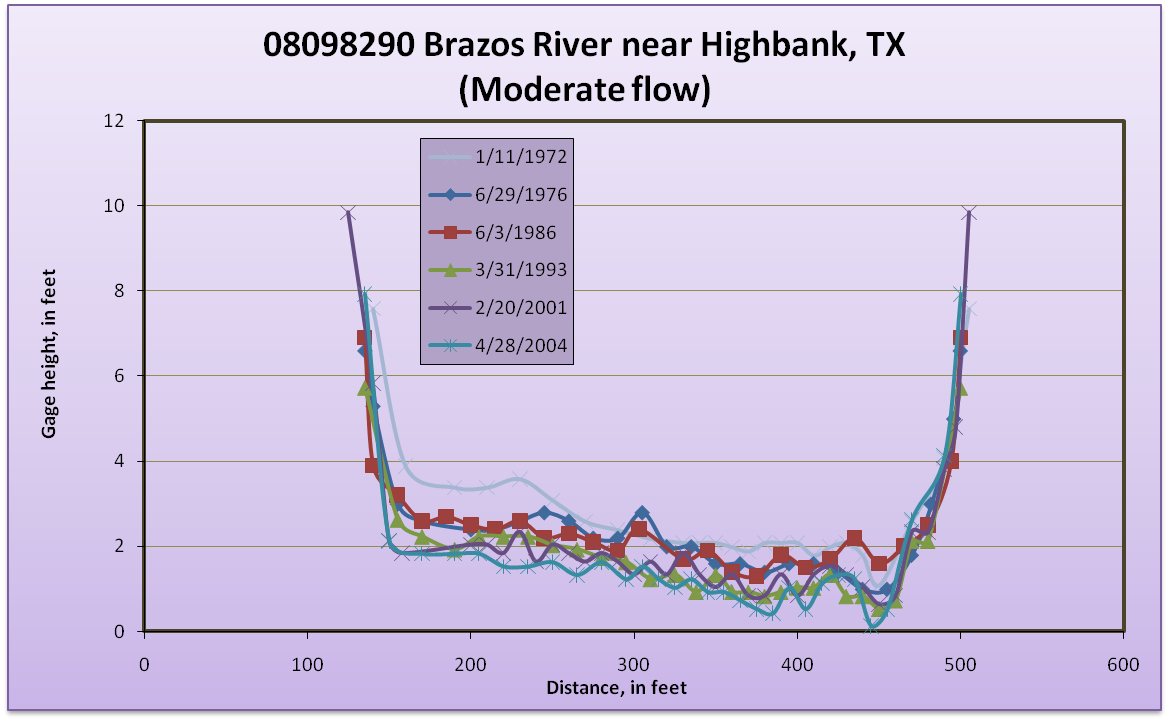 08098290 Brazos River near Highbank, TX
(Moderate flow)
12
10
8
6
4
2
0
Gage height, in feet
1/11/1972
6/29/1976
6/3/1986
3/31/1993
2/20/2001
4/28/2004
0 100 200 300 400 500 600
Distance, in feet